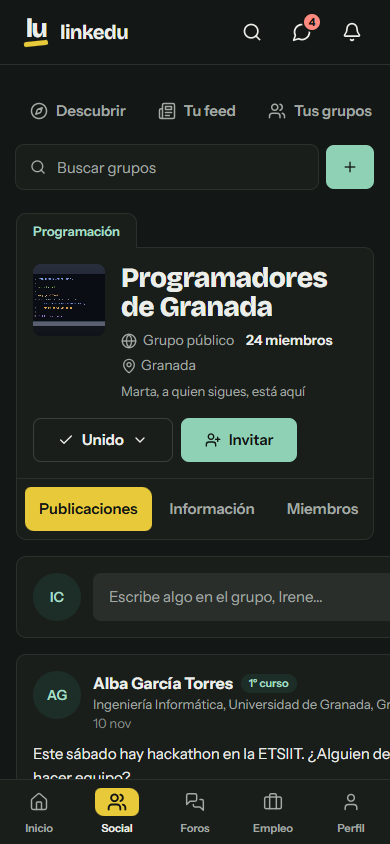 lu linkedu
4
Descubrir Tu feed Tus grupos
Buscar grupos
Programación
Programadores
de Granada
Grupo público 24 miembros
Granada
Marta, a quien sigues, está aquí
Unido Invitar
Publicaciones Información Miembros
IC Escribe algo en el grupo, Irene...
AG Alba García Torres 1º curso
Ingeniería Informática, Universidad de Granada, Gr
10 nov
Este sábado hay hackathon en la ETSIIT. ¿Alguien de
hacer equipo?
Inicio Social Foros Empleo Perfil